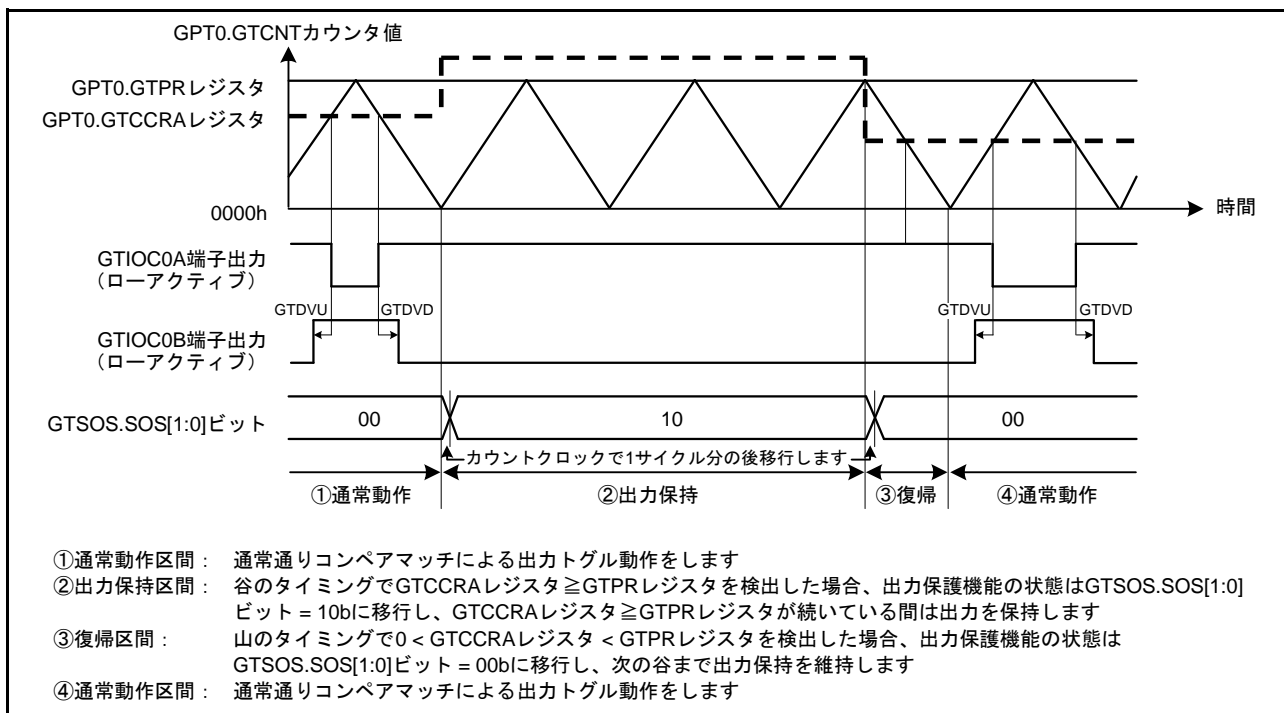 GPT0.GTCNTカウンタ値
GPT0.GTPRレジスタ
GPT0.GTCCRAレジスタ
0000h
時間
GTIOC0A端子出力
（ローアクティブ）
GTDVU
GTDVD
GTDVU
GTDVD
GTIOC0B端子出力
（ローアクティブ）
GTSOS.SOS[1:0]ビット
00
10
00
カウントクロックで1サイクル分の後移行します
①通常動作
②出力保持
③復帰
④通常動作
①通常動作区間： 通常通りコンペアマッチによる出力トグル動作をします
②出力保持区間： 谷のタイミングでGTCCRAレジスタ≧GTPRレジスタを検出した場合、出力保護機能の状態はGTSOS.SOS[1:0]
ビット = 10bに移行し、GTCCRAレジスタ≧GTPRレジスタが続いている間は出力を保持します
③復帰区間： 山のタイミングで0 < GTCCRAレジスタ < GTPRレジスタを検出した場合、出力保護機能の状態は
GTSOS.SOS[1:0]ビット = 00bに移行し、次の谷まで出力保持を維持します
④通常動作区間： 通常通りコンペアマッチによる出力トグル動作をします